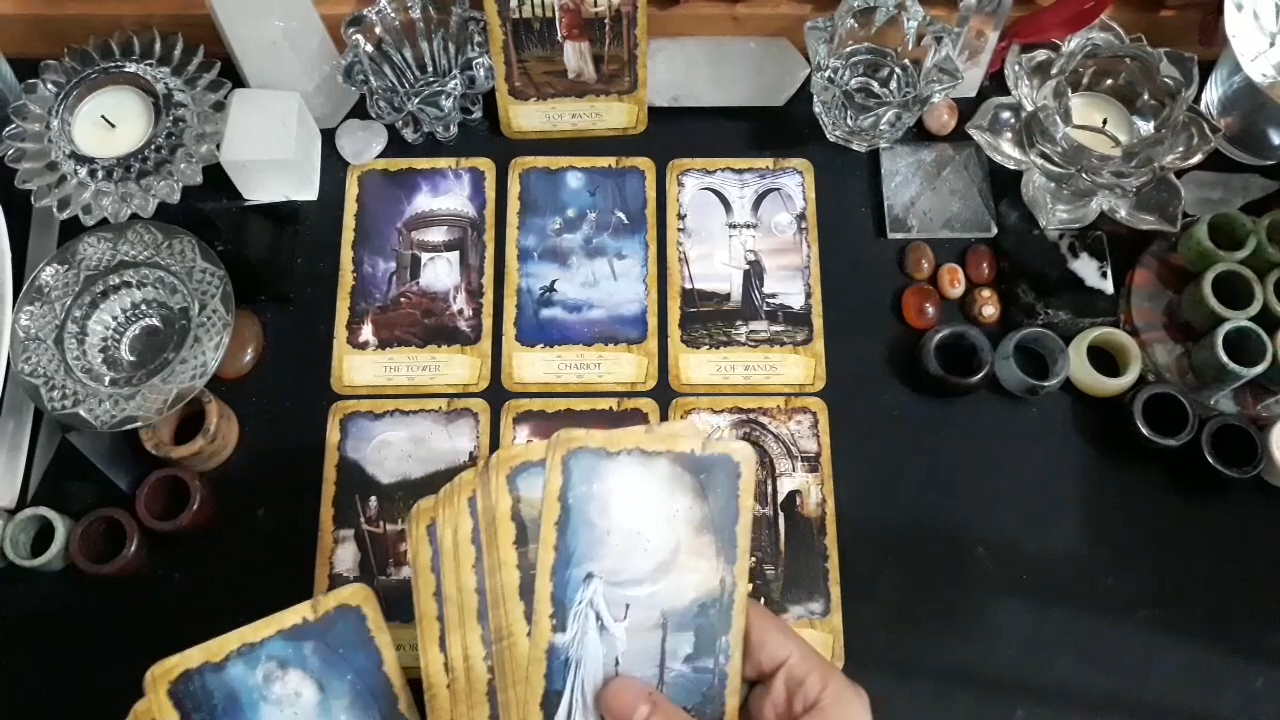 9 OF WANDS
XVI
THE TOWER
VII
CHARIOT
2 OF WANDS